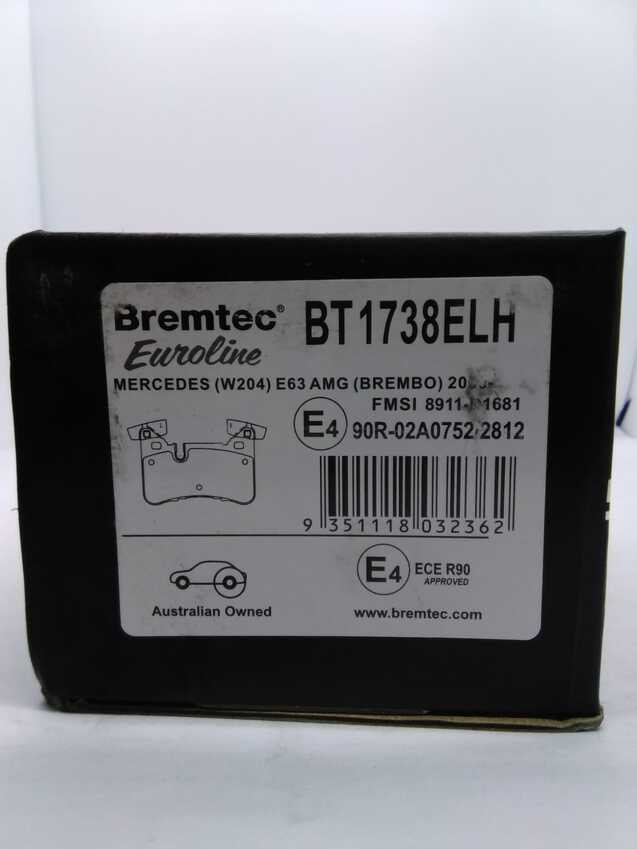 Bremtec® BT1738ELH
Euroline
MERCEDES (W204) E63 AMG (BREMBO)
FMSI
E4 90R-02A0752/2812
9 351118 032362
E4 ECE R90
APPROVED
Australian Owned
www.bremtec.com